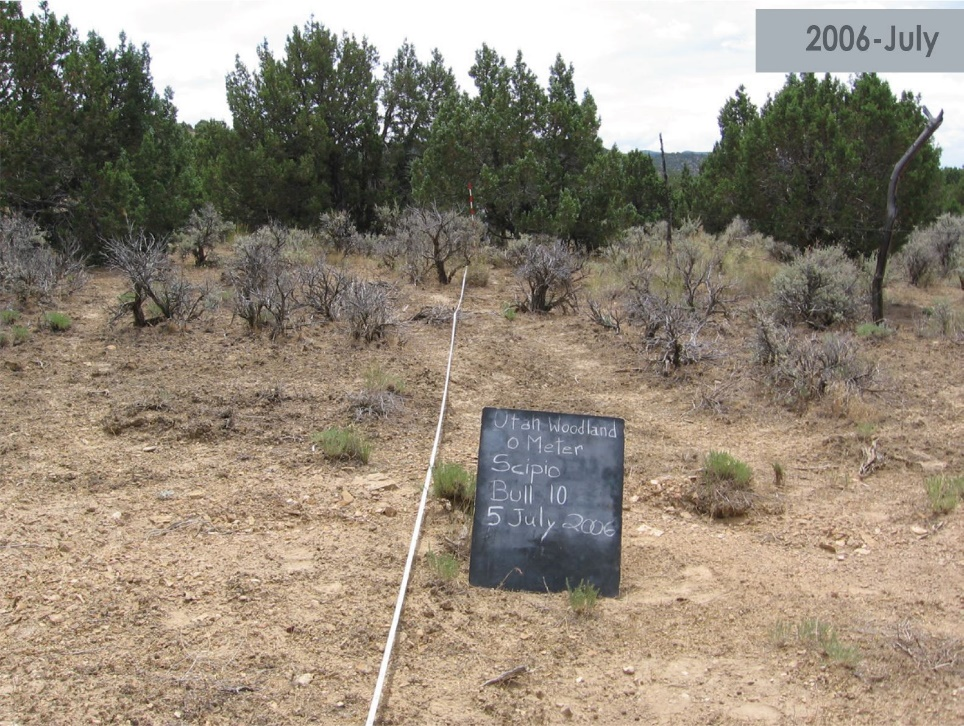 2006-July
Utah Woodland
0 Meter
Scipio
Bull 10
5 July 2006